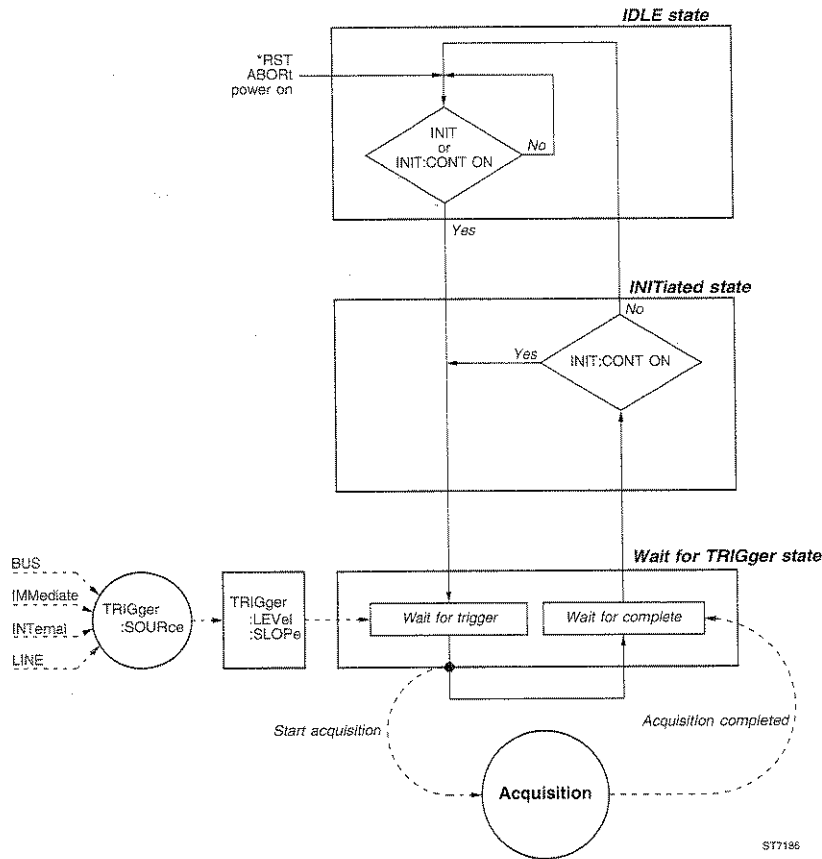 IDLE state
*RST
ABORt
power on
INIT
or
INIT:CONT ON
No
Yes
INITiated state
No
Yes
INIT:CONT ON
Wait for TRIGger state
BUS
IMMediate
INTernal
LINE
TRIGger
:SOURce
TRIGger
:LEVel
:SLOPe
Wait for trigger
Wait for complete
Start acquisition
Acquisition completed
Acquisition
ST7186